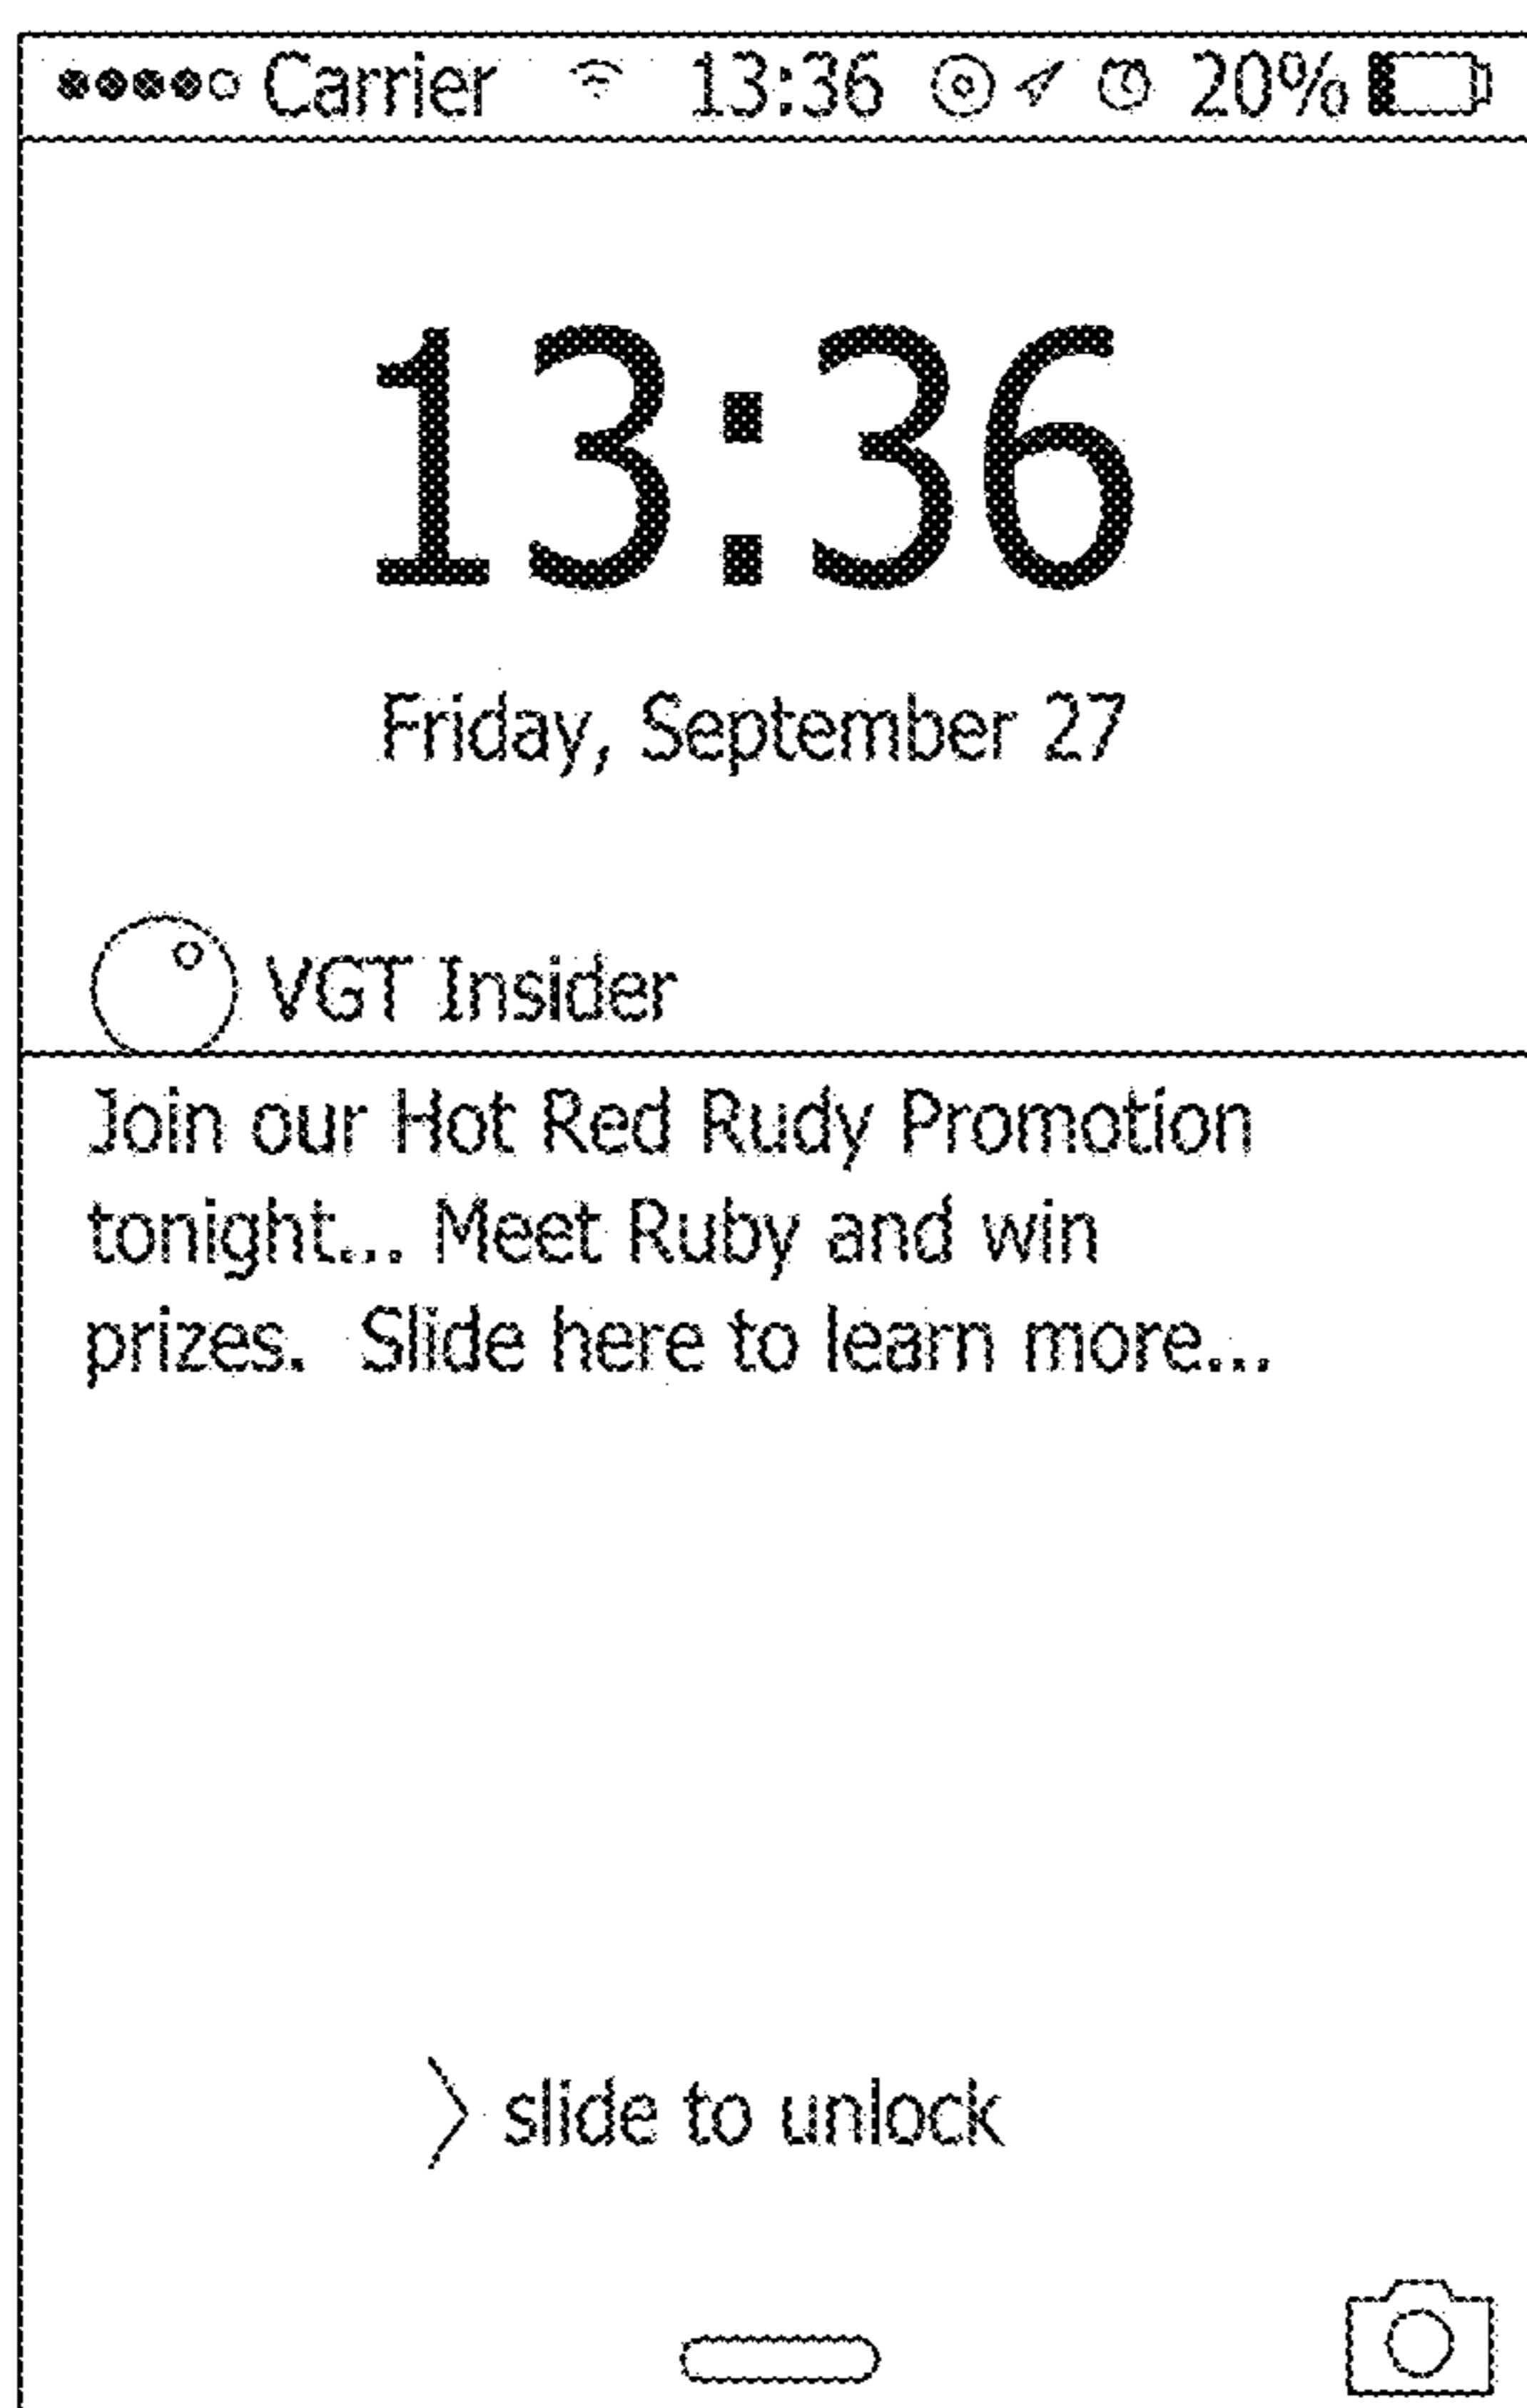 Carrier 13:36 20%
13:36
Friday, September 27
VGT Insider
Join our Hot Red Rudy Promotion
tonight... Meet Ruby and win
prizes.  Slide here to learn more...
slide to unlock